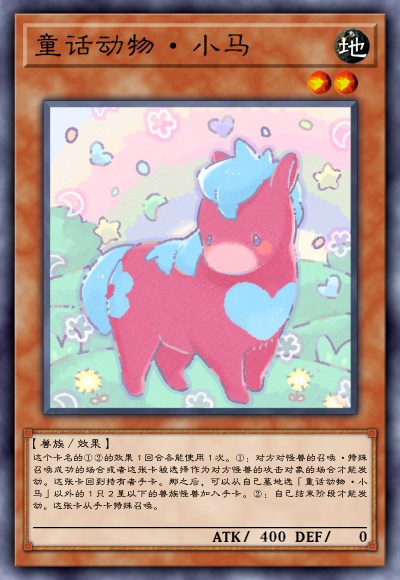 童话动物·小马
地
【兽族／效果】
这个卡名的①②的效果1回合各能使用1次。①：对方对怪兽的召唤·特殊
召唤成功的场合或者这张卡被选择作为对方怪兽的攻击对象的场合才能发
动。这张卡回到持有者手卡。那之后，可以从自己墓地选「童话动物·小
马」以外的1只2星以下的兽族怪兽加入手卡。②：自己结束阶段才能发
动。这张卡从手卡特殊召唤。
ATK/ 400 DEF/ 0